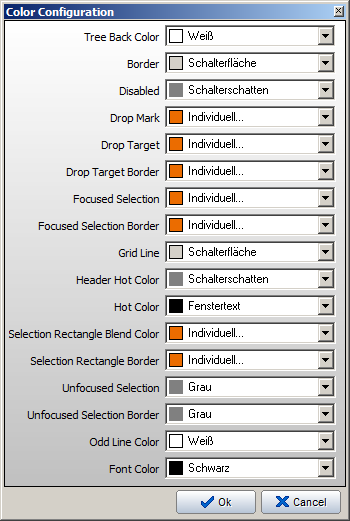 Color Configuration
Tree Back Color Weiß
Border Schalterfläche
Disabled Schalterschatten
Drop Mark Individuell...
Drop Target Individuell...
Drop Target Border Individuell...
Focused Selection Individuell...
Focused Selection Border Individuell...
Grid Line Schalterfläche
Header Hot Color Schalterschatten
Hot Color Fenstertext
Selection Rectangle Blend Color Individuell...
Selection Rectangle Border Individuell...
Unfocused Selection Grau
Unfocused Selection Border Grau
Odd Line Color Weiß
Font Color Schwarz
Ok Cancel